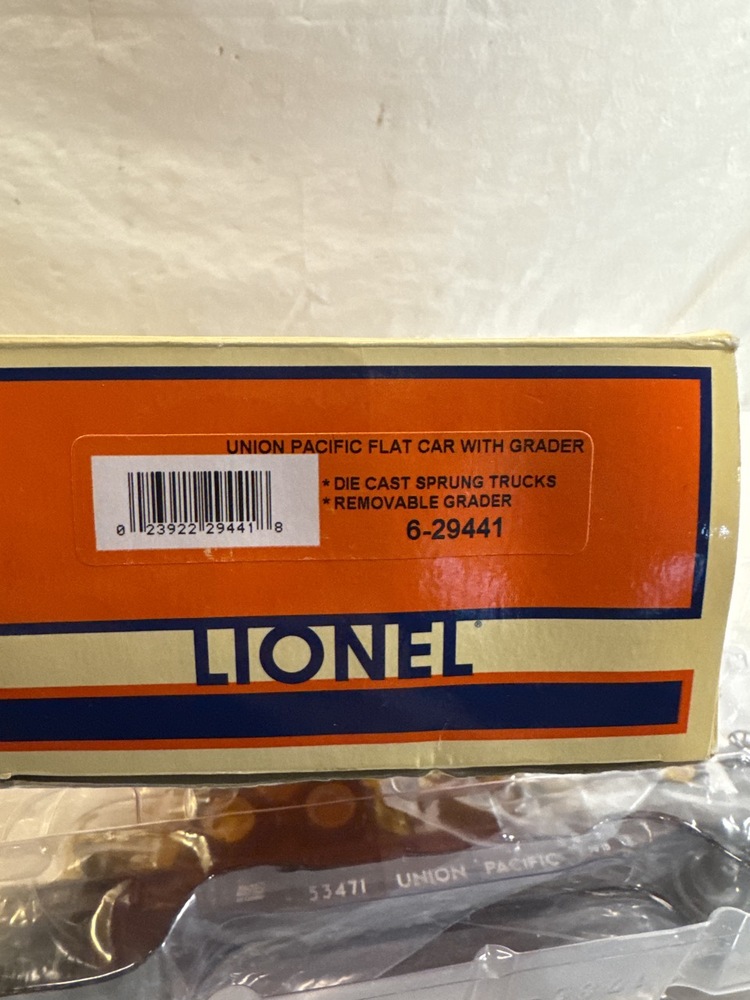 UNION PACIFIC FLAT CAR WITH GRADER
* DIE CAST SPRUNG TRUCKS
* REMOVABLE GRADER
6-29441
0 23922 29441 8
LIONEL®
53471 UNION PACIFIC